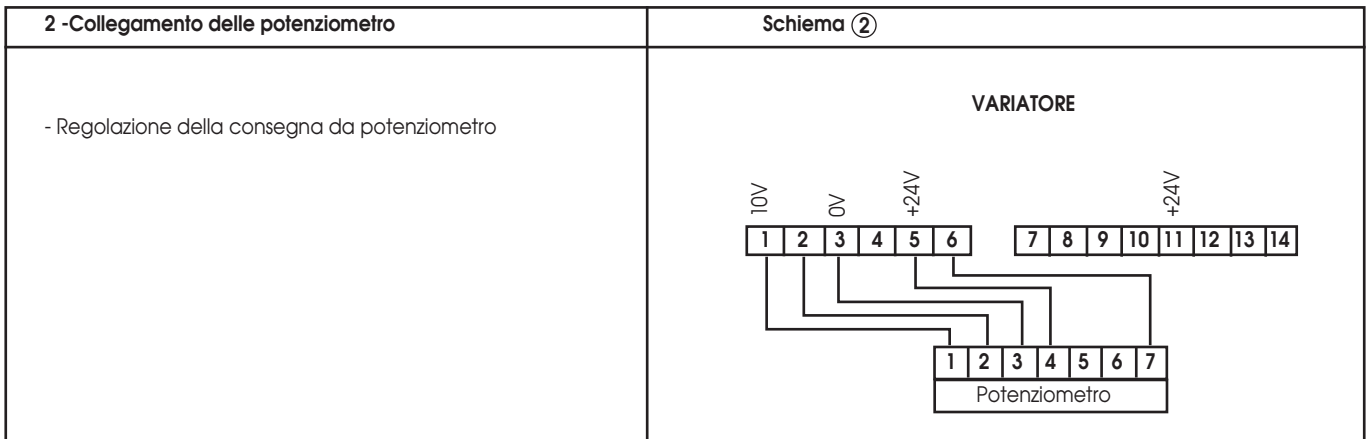 2 -Collegamento delle potenziometro
Schiema 2
- Regolazione della consegna da potenziometro
VARIATORE
10V 0V +24V +24V
1 2 3 4 5 6 7 8 9 10 11 12 13 14
1 2 3 4 5 6 7
Potenziometro